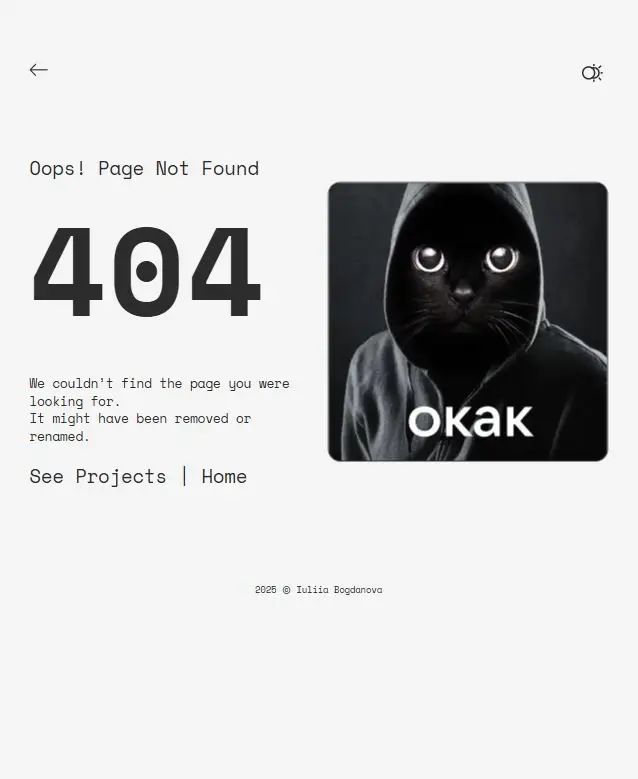 Oops! Page Not Found
404
We couldn't find the page you were
looking for.
It might have been removed or
renamed.
See Projects | Home
окак
2025 © Iuliia Bogdanova